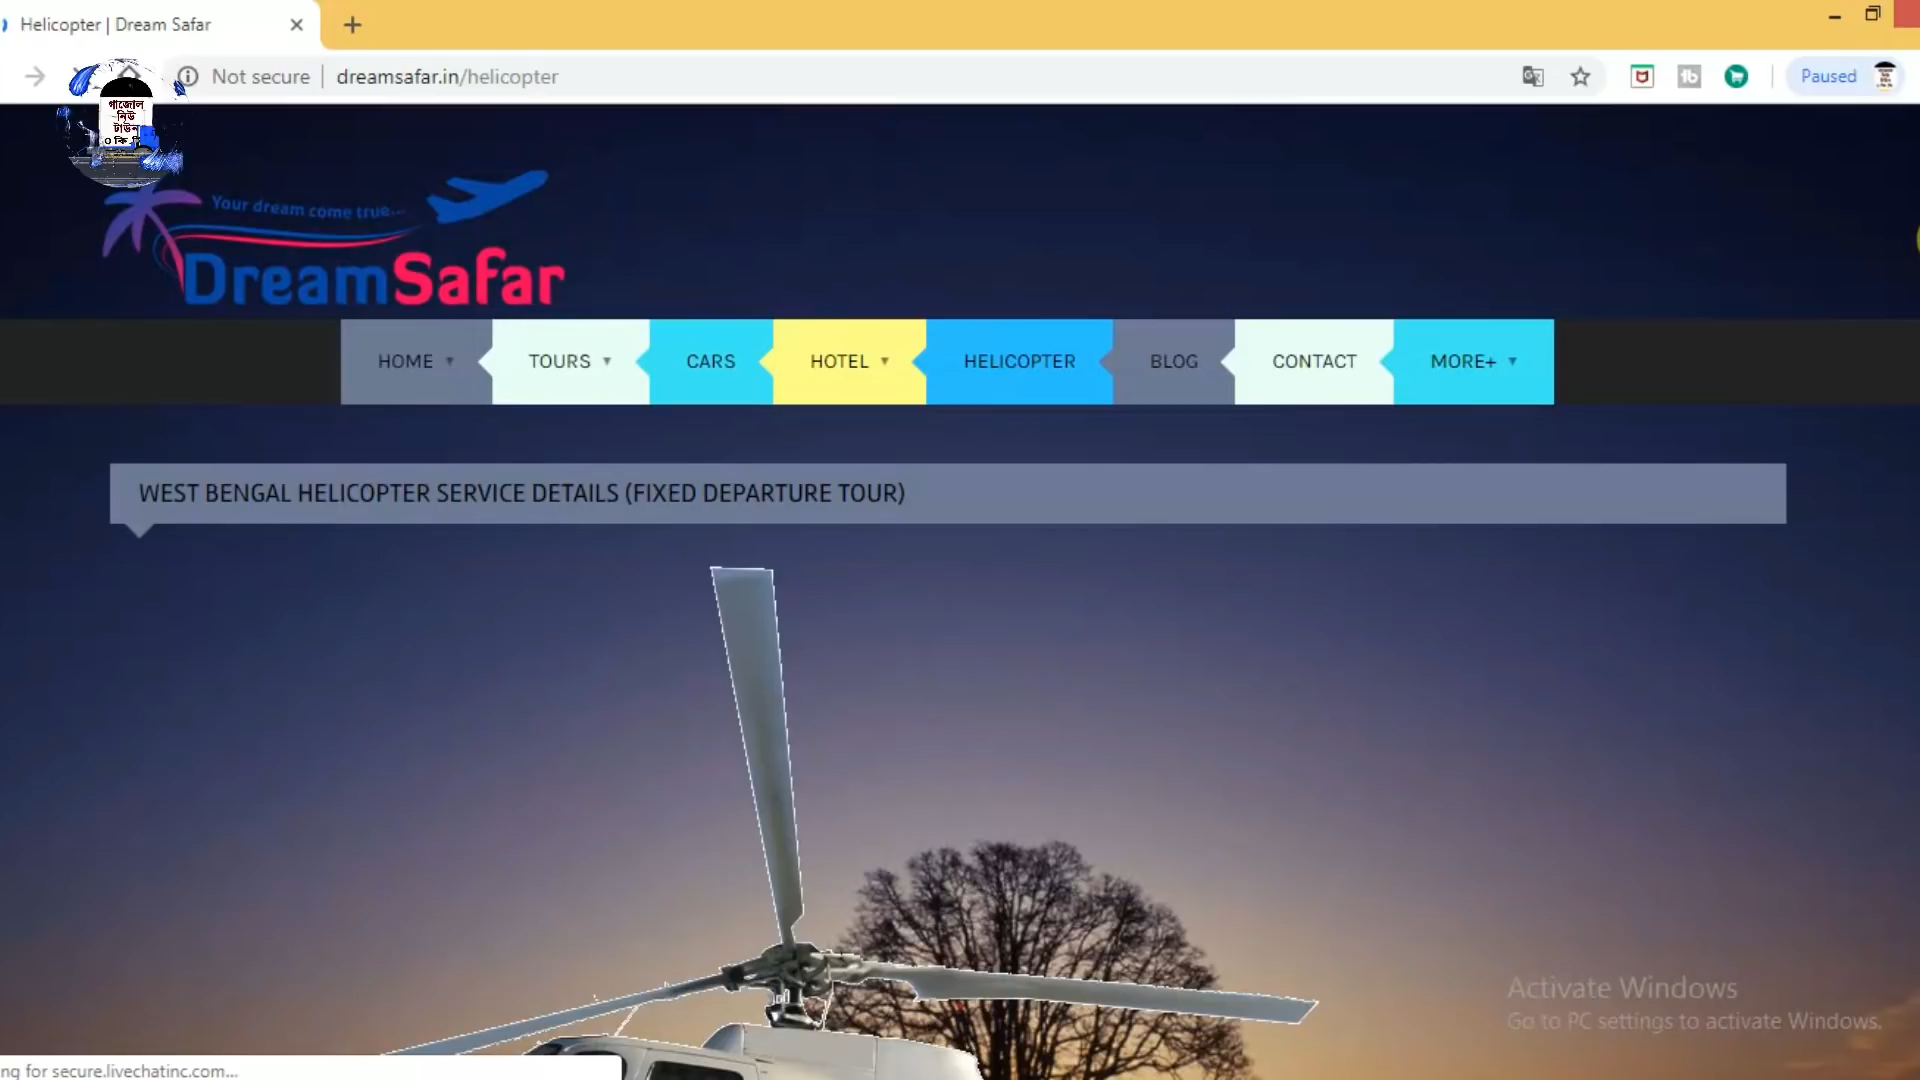 Helicopter | Dream Safar
Not secure
dreamsafar.in/helicopter
Paused
গাজোল
নিউ
টাউন
০ কি.মি
Your dream come true...
DreamSafar
HOME
TOURS
CARS
HOTEL
HELICOPTER
BLOG
CONTACT
MORE+
WEST BENGAL HELICOPTER SERVICE DETAILS (FIXED DEPARTURE TOUR)
Activate Windows
Go to PC settings to activate Windows.
ng for secure.livechatinc.com...